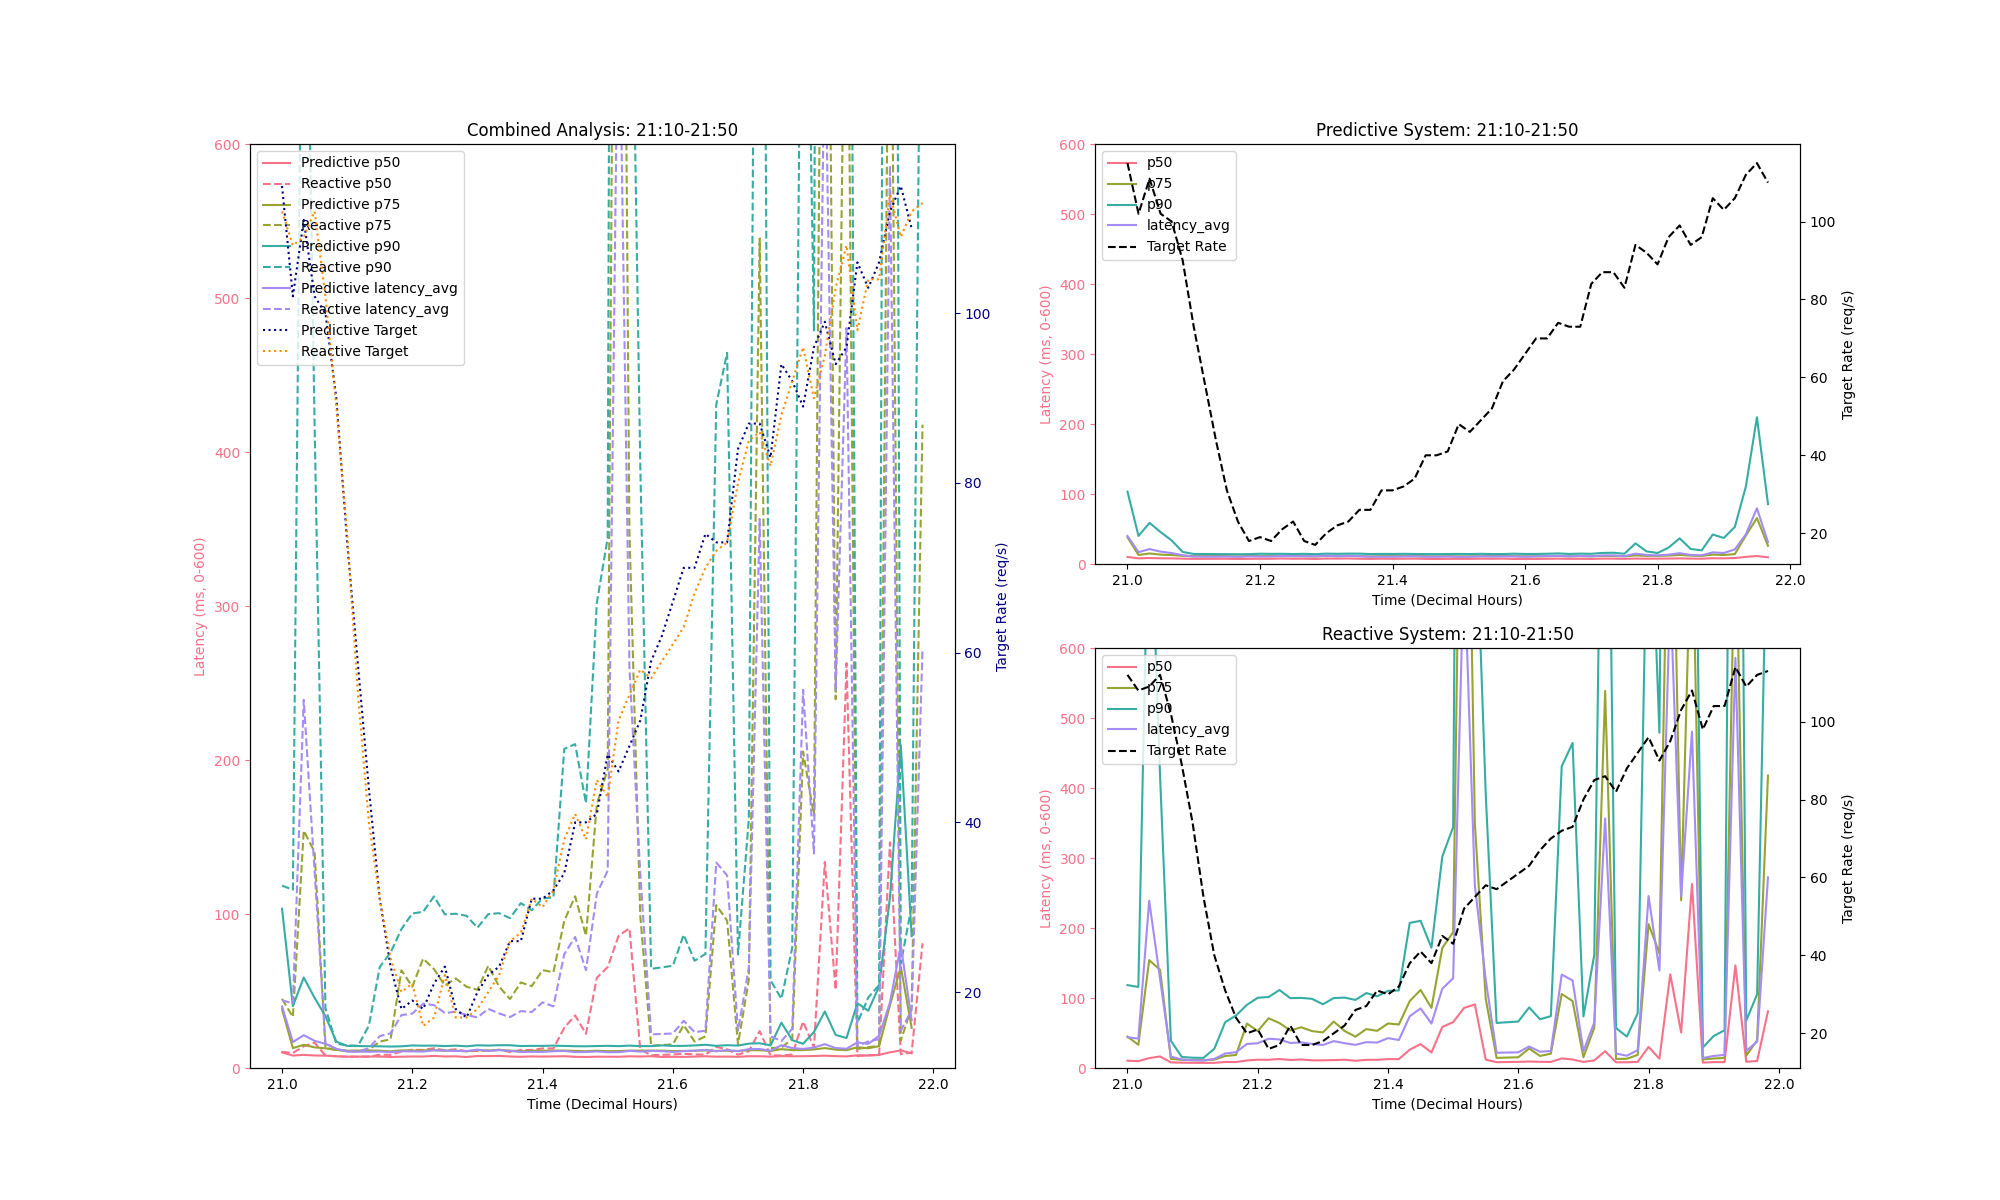 Combined Analysis: 21:10-21:50
600
500
400
300
200
100
0
Latency (ms, 0-600)
Predictive p50
Reactive p50
Predictive p75
Reactive p75
Predictive p90
Reactive p90
Predictive latency_avg
Reactive latency_avg
Predictive Target
Reactive Target
100
80
60
40
20
Target Rate (req/s)
21.0 21.2 21.4 21.6 21.8 22.0
Time (Decimal Hours)
Predictive System: 21:10-21:50
600
500
400
300
200
100
0
Latency (ms, 0-600)
p50
p75
p90
latency_avg
Target Rate
100
80
60
40
20
Target Rate (req/s)
21.0 21.2 21.4 21.6 21.8 22.0
Time (Decimal Hours)
Reactive System: 21:10-21:50
600
500
400
300
200
100
0
Latency (ms, 0-600)
p50
p75
p90
latency_avg
Target Rate
100
80
60
40
20
Target Rate (req/s)
21.0 21.2 21.4 21.6 21.8 22.0
Time (Decimal Hours)